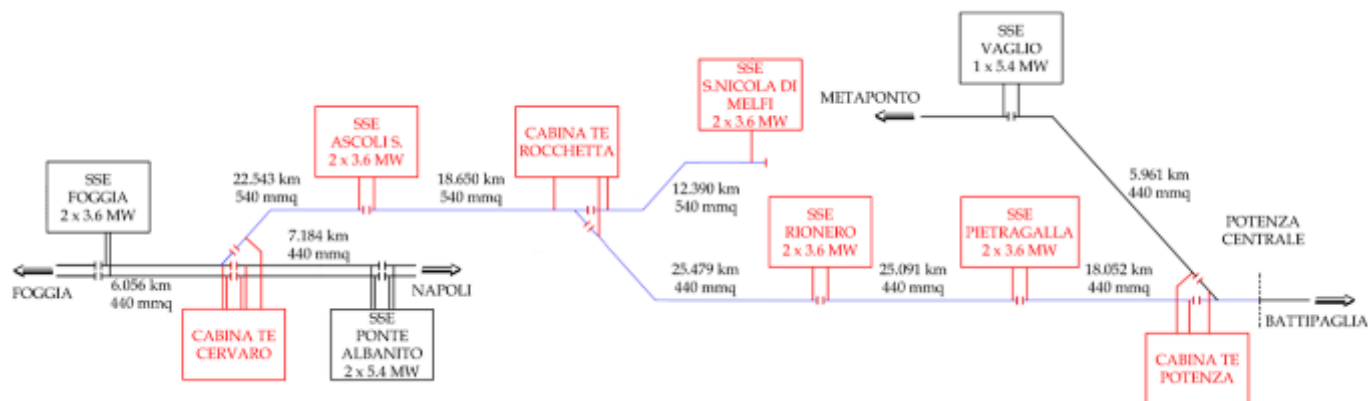 SSE
VAGLIO
1 x 5.4 MW
SSE
S.NICOLA DI
MELFI
2 x 3.6 MW
METAPONTO
SSE
ASCOLI S.
2 x 3.6 MW
CABINA TE
ROCCHETTA
SSE
FOGGIA
2 x 3.6 MW
22.543 km
540 mmq
18.650 km
540 mmq
12.390 km
540 mmq
5.961 km
440 mmq
SSE
RIONERO
2 x 3.6 MW
SSE
PIETRAGALLA
2 x 3.6 MW
POTENZA
CENTRALE
7.184 km
440 mmq
FOGGIA
6.056 km
440 mmq
NAPOLI
25.479 km
440 mmq
25.091 km
440 mmq
18.052 km
440 mmq
BATTIPAGLIA
CABINA TE
CERVARO
SSE
PONTE
ALBANITO
2 x 5.4 MW
CABINA TE
POTENZA